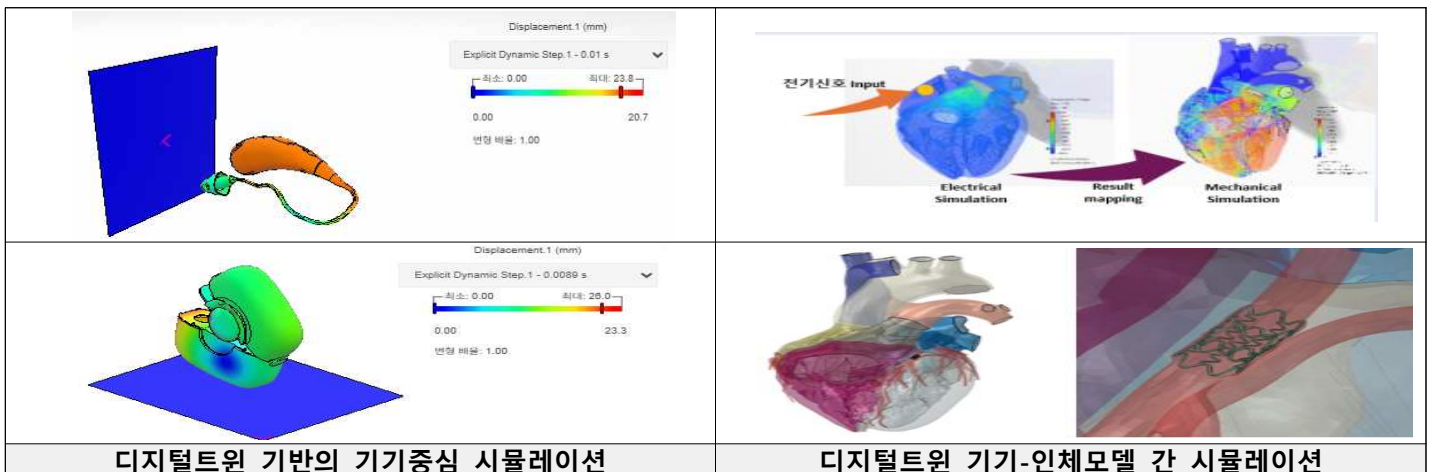 Displacement.1 (mm)
Explicit Dynamic Step.1 - 0.01 s
최소: 0.00 최대: 23.8
0.00 20.7
변형 배율: 1.00
전기신호 Input
Electrical Simulation
Result mapping
Mechanical Simulation
Displacement.1 (mm)
Explicit Dynamic Step.1 - 0.0089 s
최소: 0.00 최대: 26.0
0.00 23.3
변형 배율: 1.00
디지털트윈 기반의 기기중심 시뮬레이션
디지털트윈 기기-인체모델 간 시뮬레이션